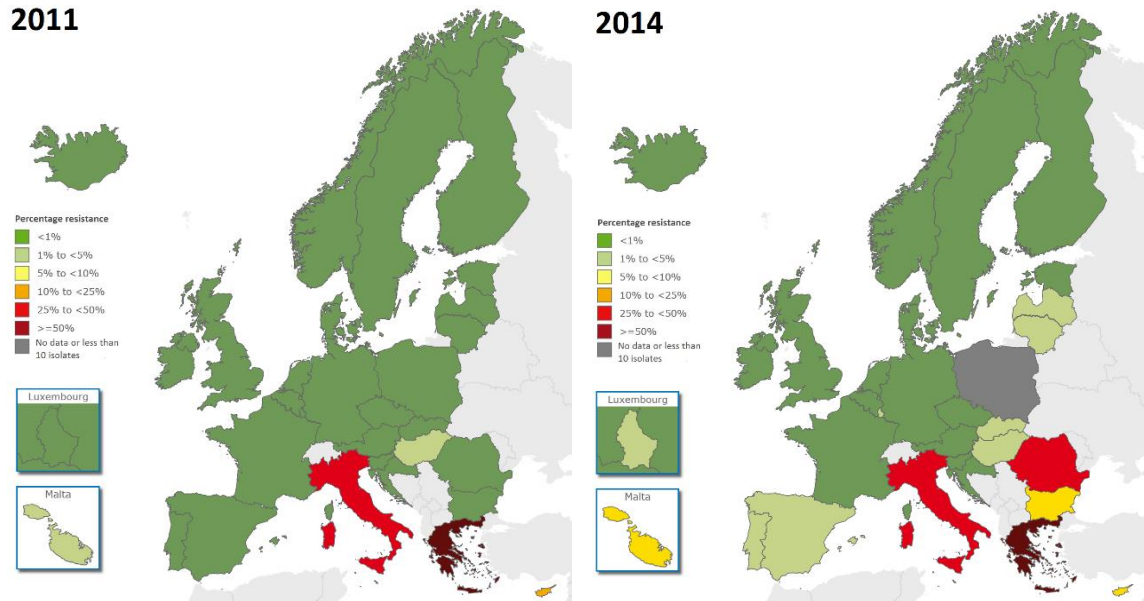 2011
Percentage resistance
<1%
1% to <5%
5% to <10%
10% to <25%
25% to <50%
>=50%
No data or less than
10 isolates
Luxembourg
Malta
2014
Percentage resistance
<1%
1% to <5%
5% to <10%
10% to <25%
25% to <50%
>=50%
No data or less than
10 isolates
Luxembourg
Malta